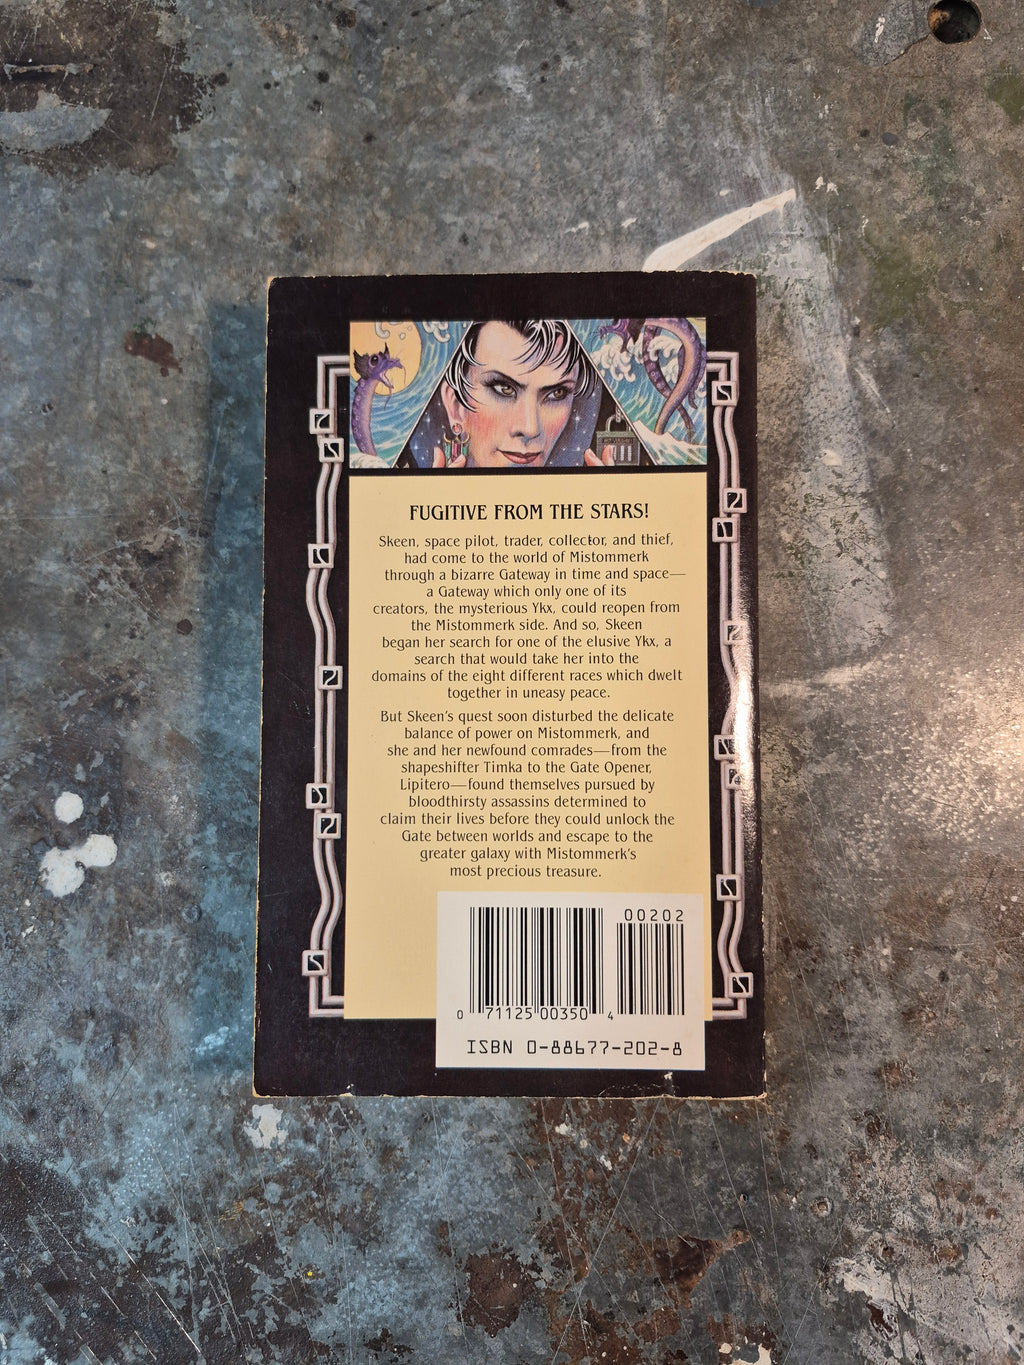 FUGITIVE FROM THE STARS!
Skeen, space pilot, trader, collector, and thief,
had come to the world of Mistommerk
through a bizarre Gateway in time and space—
a Gateway which only one of its
creators, the mysterious Ykx, could reopen from
the Mistommerk side. And so, Skeen
began her search for one of the elusive Ykx, a
search that would take her into the
domains of the eight different races which dwelt
together in uneasy peace.
But Skeen's quest soon disturbed the delicate
balance of power on Mistommerk, and
she and her newfound comrades—from the
shapeshifter Timka to the Gate Opener,
Lipitero—found themselves pursued by
bloodthirsty assassins determined to
claim their lives before they could unlock the
Gate between worlds and escape to the
greater galaxy with Mistommerk's
most precious treasure.
00202
0 71125 00350 4
ISBN 0-88677-202-8